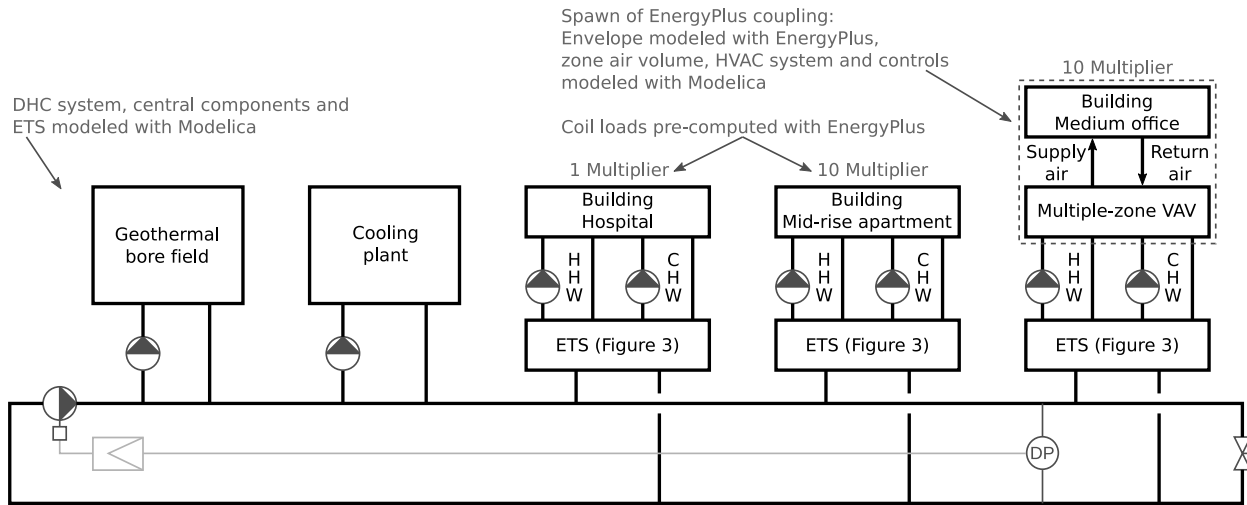 Spawn of EnergyPlus coupling:
Envelope modeled with EnergyPlus,
zone air volume, HVAC system and controls
modeled with Modelica
10 Multiplier
DHC system, central components and
ETS modeled with Modelica
Coil loads pre-computed with EnergyPlus
Building
Medium office
Supply
air
Return
air
1 Multiplier
10 Multiplier
Geothermal
bore field
Cooling
plant
Building
Hospital
Building
Mid-rise apartment
Multiple-zone VAV
H
H
W
C
H
W
H
H
W
C
H
W
H
H
W
C
H
W
ETS (Figure 3)
ETS (Figure 3)
ETS (Figure 3)
DP